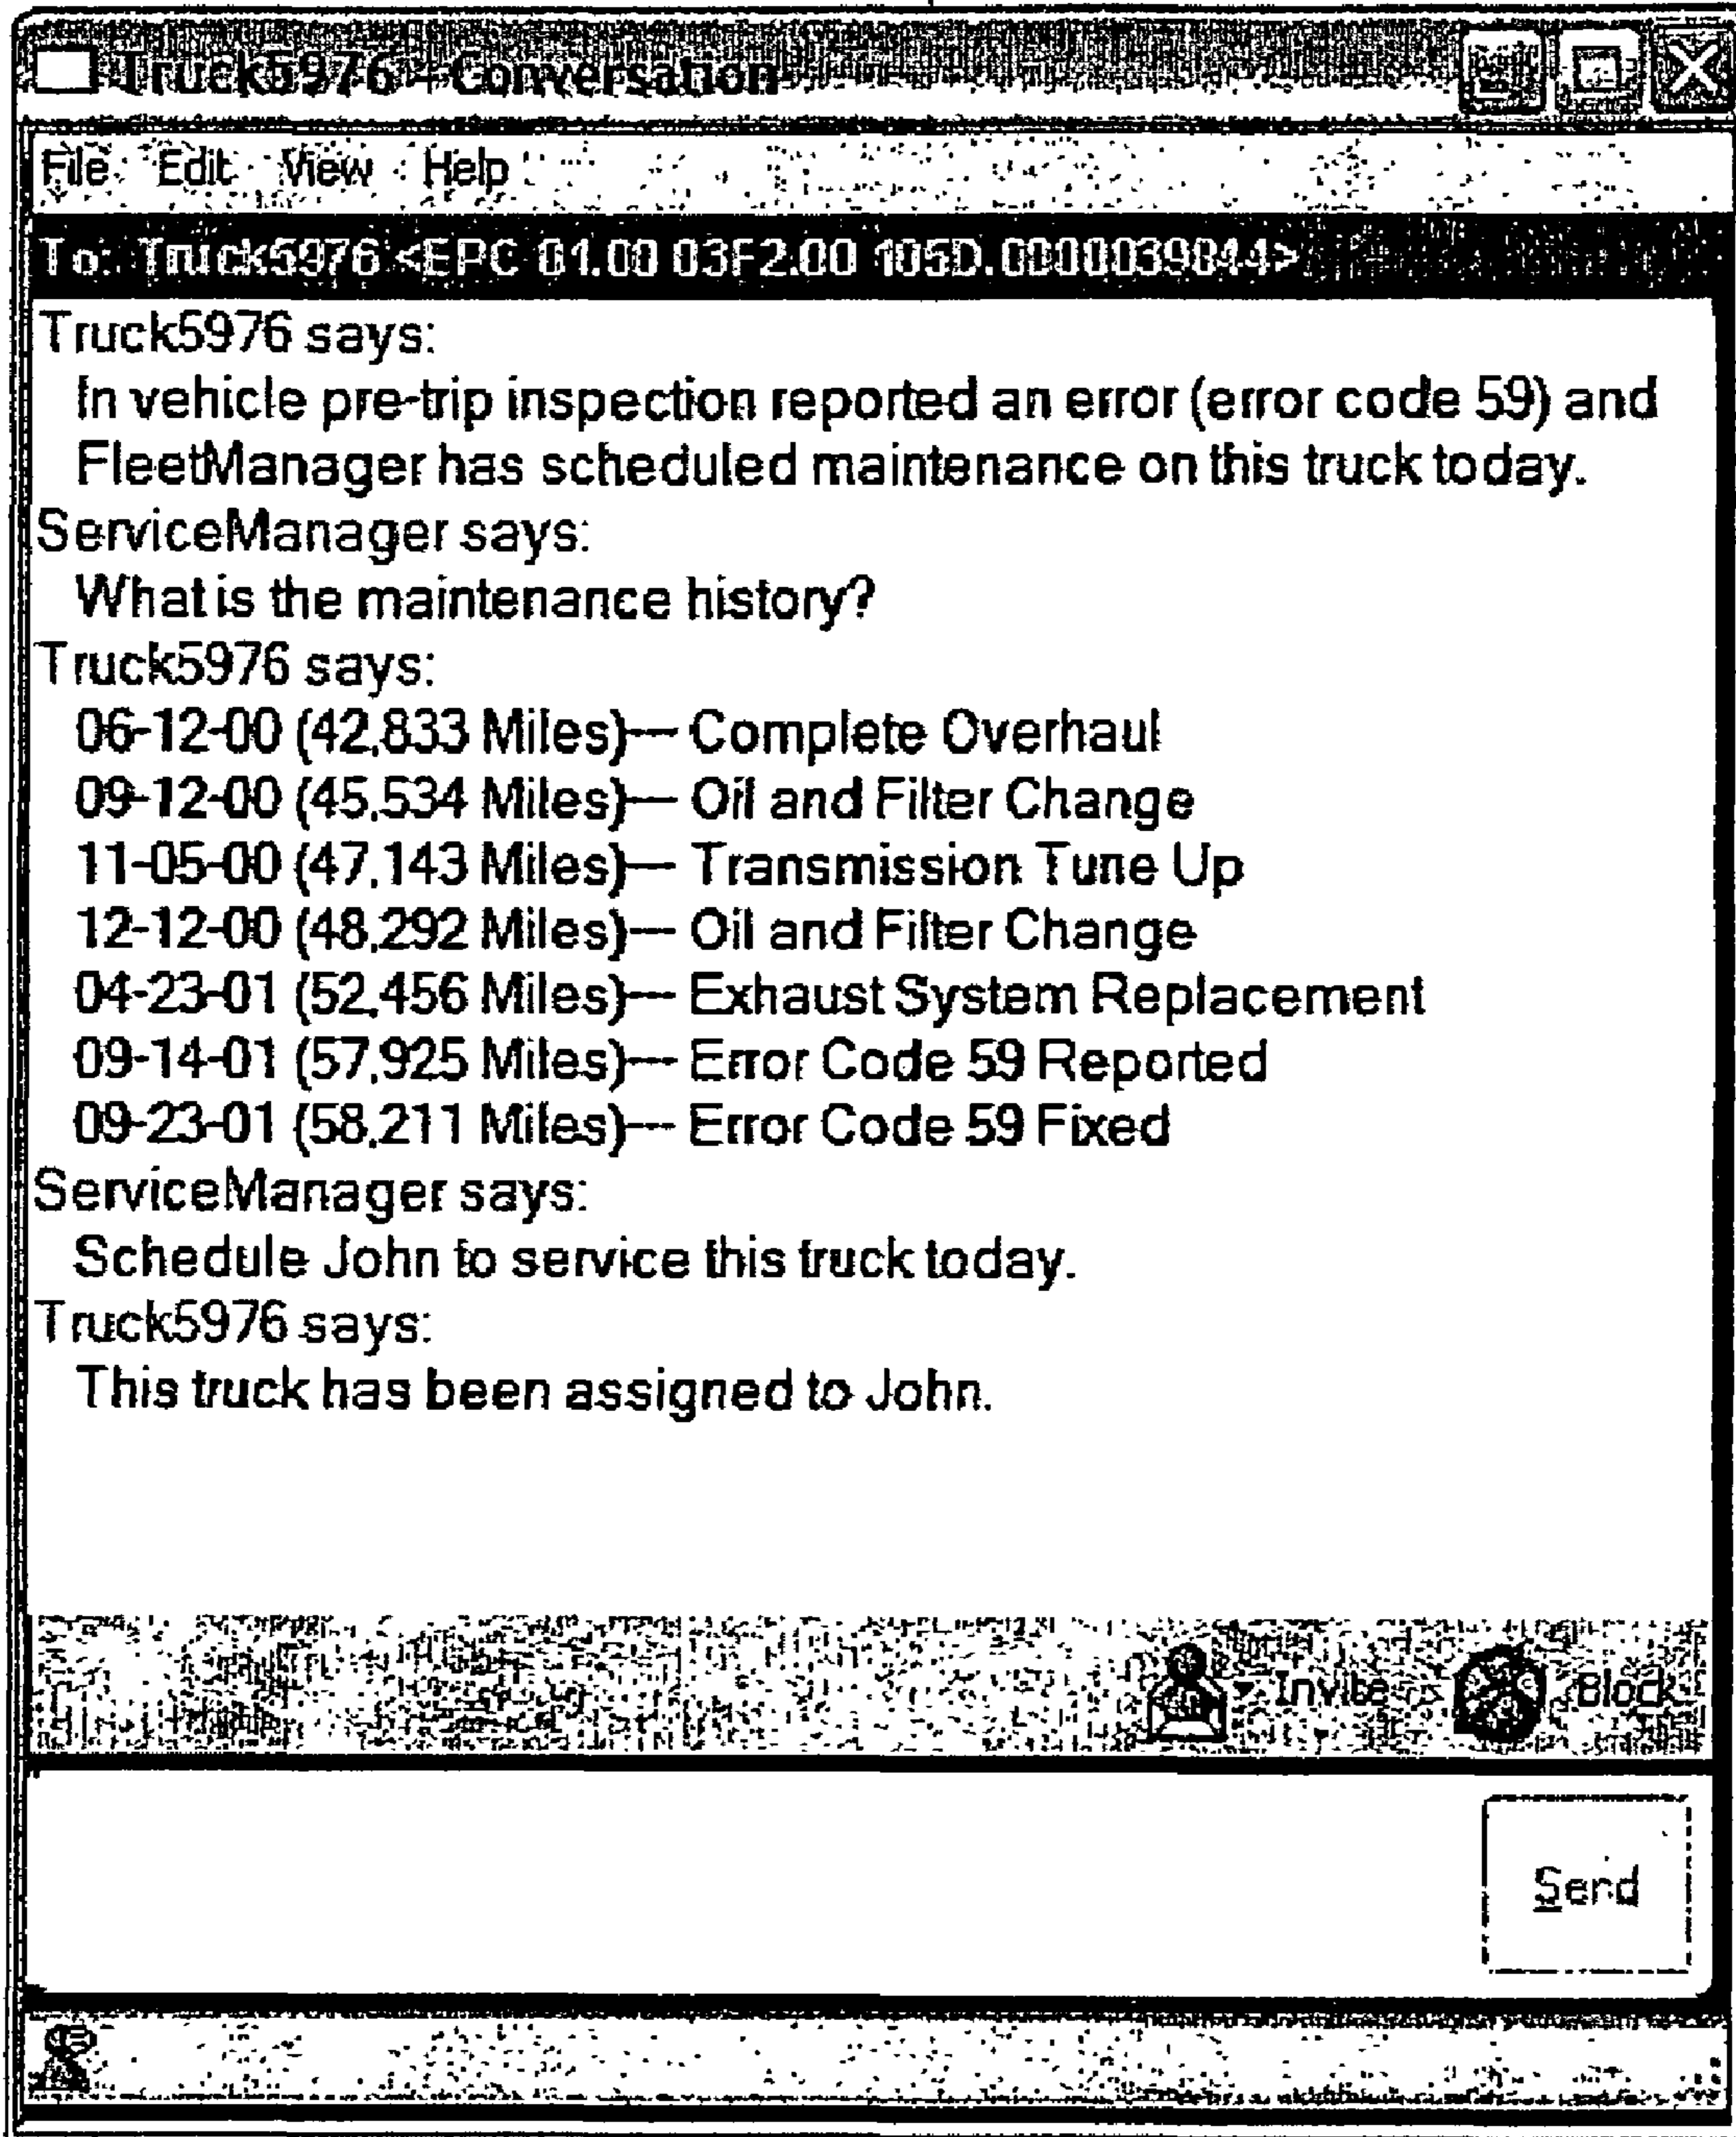 Truck5976 - Conversation
File Edit View Help
To: Truck5976 <EPC 01.00 03F2.00 105D.0000039844>
Truck5976 says:
In vehicle pre-trip inspection reported an error (error code 59) and
FleetManager has scheduled maintenance on this truck today.
ServiceManager says:
What is the maintenance history?
Truck5976 says:
06-12-00 (42,833 Miles)--- Complete Overhaul
09-12-00 (45,534 Miles)--- Oil and Filter Change
11-05-00 (47,143 Miles)--- Transmission Tune Up
12-12-00 (48,292 Miles)--- Oil and Filter Change
04-23-01 (52,456 Miles)--- Exhaust System Replacement
09-14-01 (57,925 Miles)--- Error Code 59 Reported
09-23-01 (58,211 Miles)--- Error Code 59 Fixed
ServiceManager says:
Schedule John to service this truck today.
Truck5976 says:
This truck has been assigned to John.
Invite Block
Send